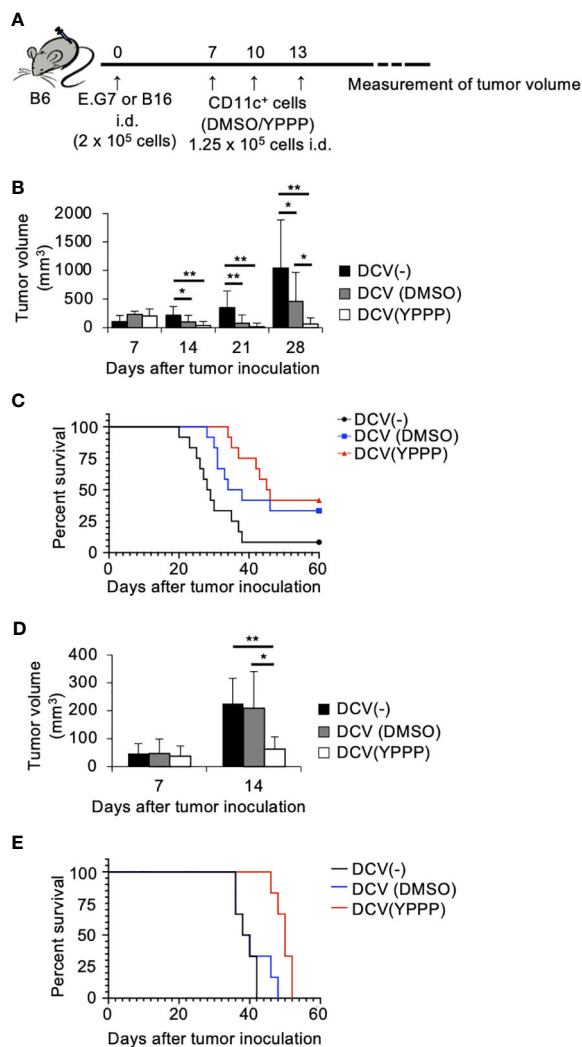 A
0 7 10 13
B6
E.G7 or B16
i.d.
(2 x 10⁵ cells)
CD11c⁺ cells
(DMSO/YPPP)
1.25 x 10⁵ cells i.d.
Measurement of tumor volume
B
Tumor volume
(mm³)
2000
1500
1000
500
0
** * ** ** ** * *
7 14 21 28
Days after tumor inoculation
DCV(-)
DCV (DMSO)
DCV(YPPP)
C
Percent survival
100
75
50
25
0
0 20 40 60
Days after tumor inoculation
DCV(-)
DCV (DMSO)
DCV(YPPP)
D
Tumor volume
(mm³)
400
300
200
100
0
**
*
7 14
Days after tumor inoculation
DCV(-)
DCV (DMSO)
DCV(YPPP)
E
Percent survival
100
75
50
25
0
0 20 40 60
Days after tumor inoculation
DCV(-)
DCV (DMSO)
DCV(YPPP)